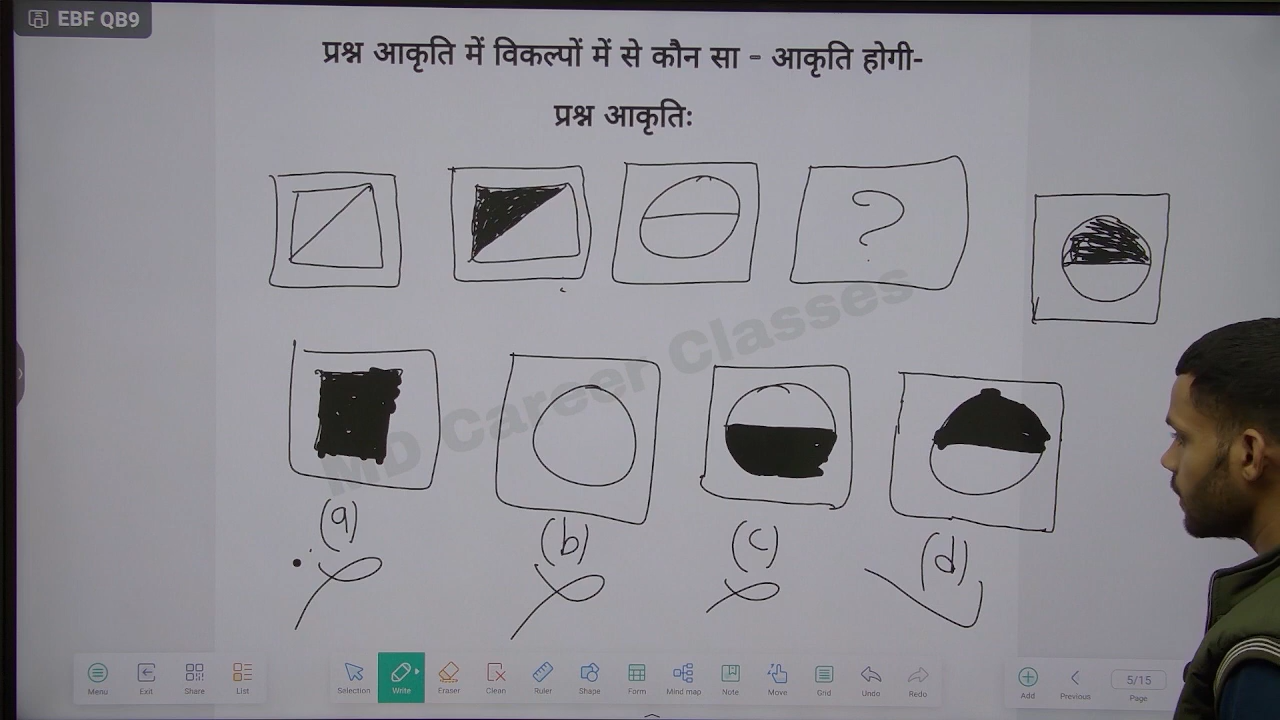 EBF QB9
प्रश्न आकृति में विकल्पों में से कौन सा - आकृति होगी-
प्रश्न आकृतिः
?
MD Career Classes
(a) (b) (c) (d)
Menu Exit Share List Selection Write Eraser Clean Ruler Shape Form Mind map Note Move Grid Undo Redo Add Previous 5/15 Page